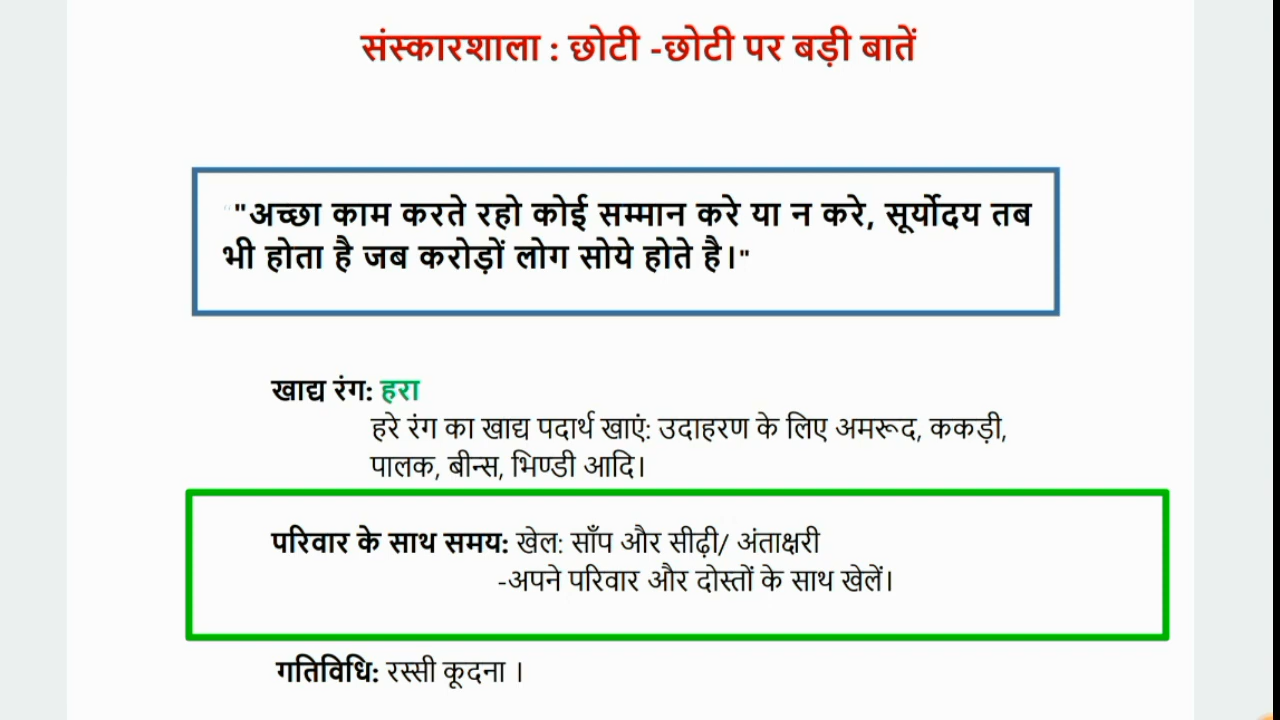 संस्कारशाला : छोटी -छोटी पर बड़ी बातें
"अच्छा काम करते रहो कोई सम्मान करे या न करे, सूर्योदय तब
भी होता है जब करोड़ों लोग सोये होते है।"
खाद्य रंग: हरा
हरे रंग का खाद्य पदार्थ खाएं: उदाहरण के लिए अमरूद, ककड़ी,
पालक, बीन्स, भिण्डी आदि।
परिवार के साथ समय: खेल: साँप और सीढ़ी/ अंताक्षरी
-अपने परिवार और दोस्तों के साथ खेलें।
गतिविधि: रस्सी कूदना ।